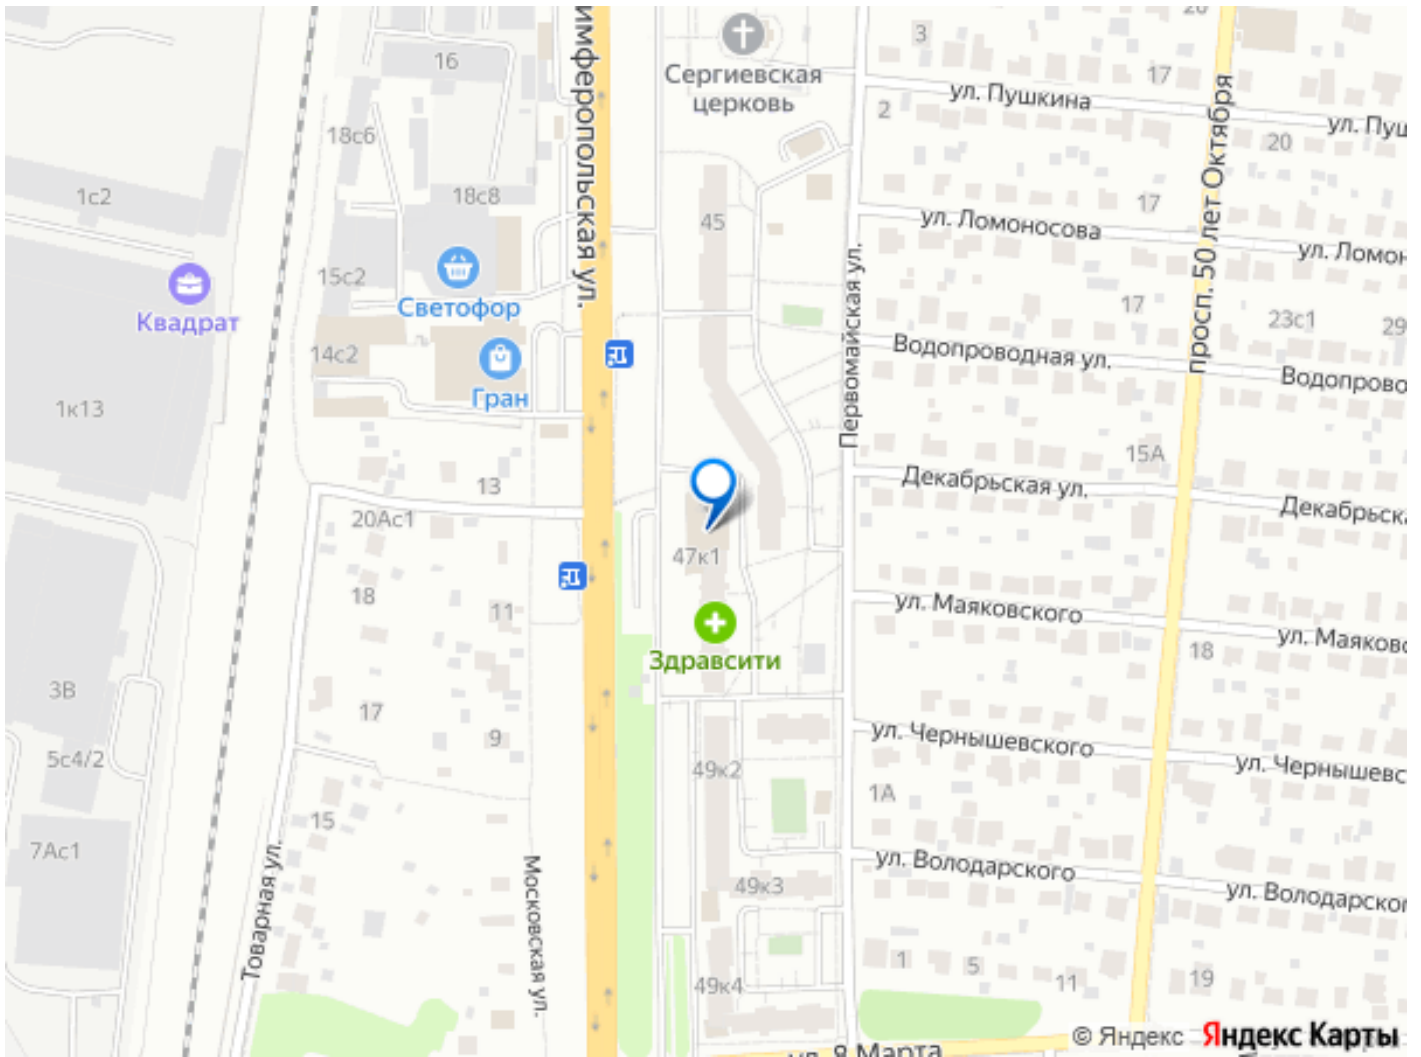 20
3
16
Сергиевская
церковь
17
ул. Пушкина
2
ул. Пуш
20
18с6
1с2
18с8
имферопольская ул.
45
17
ул. Ломоносова
просп. 50 лет Октября
ул. Ломон
15с2
Светофор
Квадрат
17
23с1
29
14с2
Гран
Первомайская ул.
Водопроводная ул.
Водопрово
1к13
15А
13
Декабрьская ул.
Декабрьска
20Ас1
47к1
18
11
ул. Маяковского
ул. Маяковс
18
Здравсити
3В
17
9
5с4/2
ул. Чернышевского
ул. Чернышевс
49к2
1А
15
7Ас1
ул. Володарского
ул. Володарског
49к3
Товарная ул.
Московская ул.
49к4
1
5
11
19
© Яндекс Яндекс Карты
ул. 8 Марта